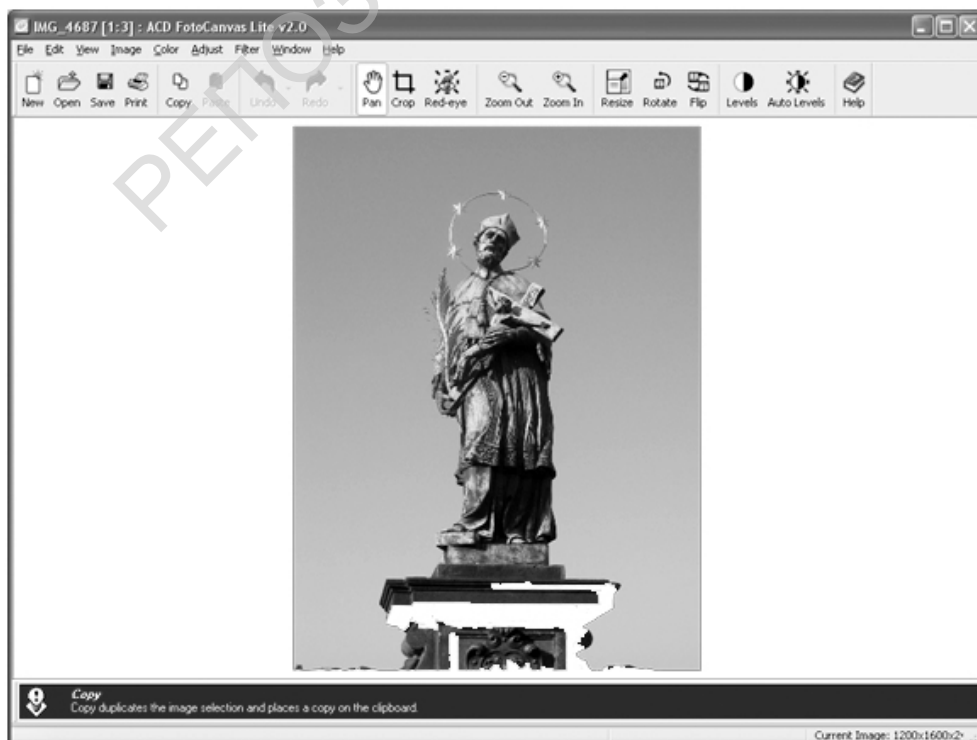 IMG_4687 [1:3] : ACD FotoCanvas Lite v2.0
File Edit View Image Color Adjust Filter Window Help
New Open Save Print Copy Paste Undo Redo Pan Crop Red-eye Zoom Out Zoom In Resize Rotate Flip Levels Auto Levels Help
Copy
Copy duplicates the image selection and places a copy on the clipboard.
Current Image: 1200x1600x2